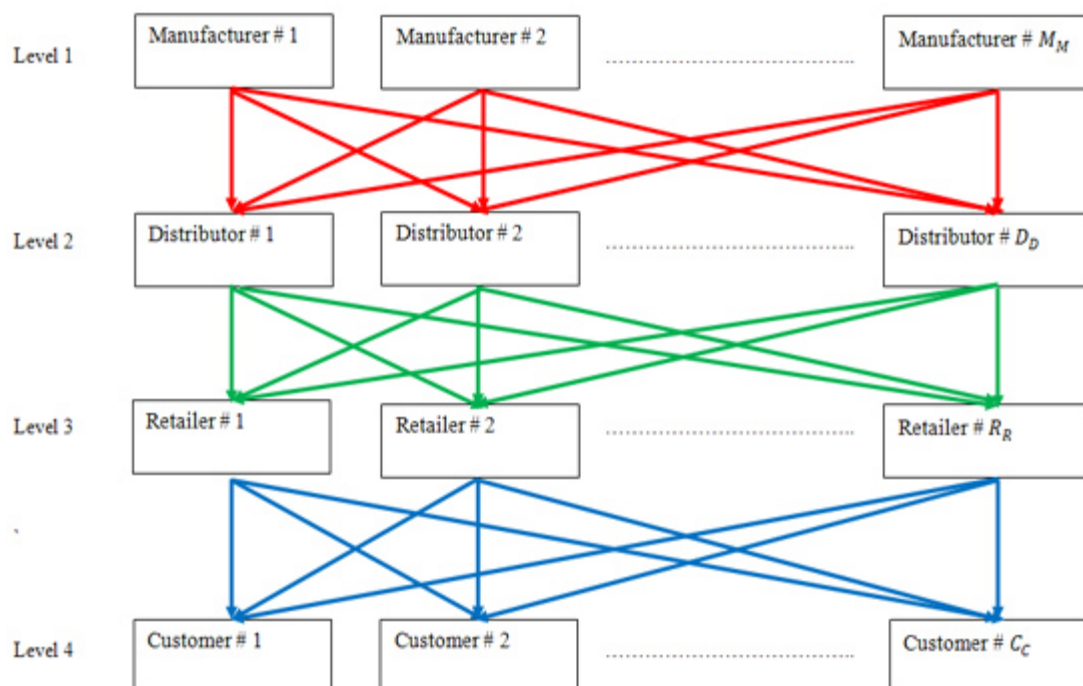 Level 1
Manufacturer # 1
Manufacturer # 2
Manufacturer # M_M
Level 2
Distributor # 1
Distributor # 2
Distributor # D_D
Level 3
Retailer # 1
Retailer # 2
Retailer # R_R
`
Level 4
Customer # 1
Customer # 2
Customer # C_C